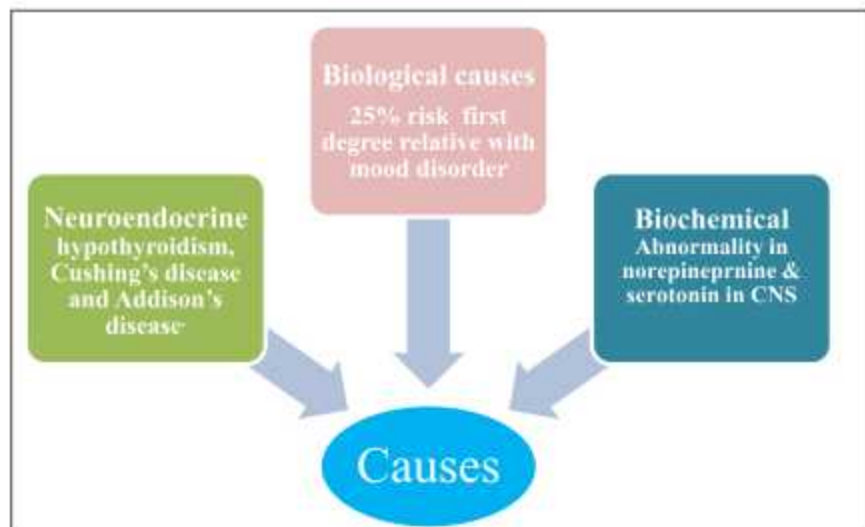 Biological causes
25% risk first
degree relative with
mood disorder
Neuroendocrine
hypothyroidism,
Cushing's disease
and Addison's
disease
Biochemical
Abnormality in
norepineprnine &
serotonin in CNS
Causes